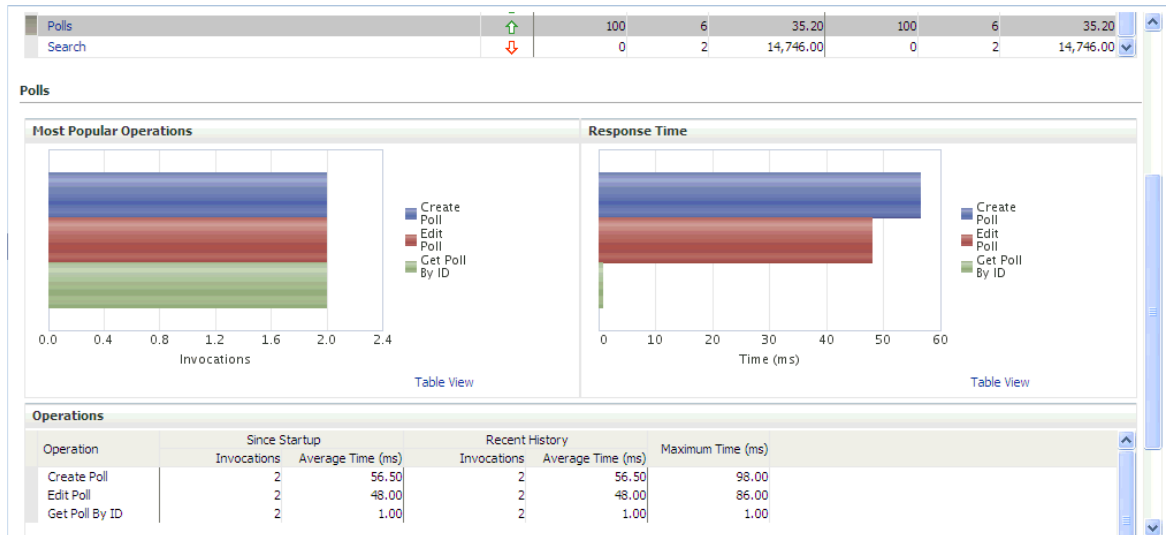 Polls 100 6 35.20 100 6 35.20
Search 0 2 14,746.00 0 2 14,746.00
Polls
Most Popular Operations
Create
Poll
Edit
Poll
Get Poll
By ID
0.0 0.4 0.8 1.2 1.6 2.0 2.4
Invocations
Table View
Response Time
Create
Poll
Edit
Poll
Get Poll
By ID
0 10 20 30 40 50 60
Time (ms)
Table View
Operations
Operation Since Startup Recent History Maximum Time (ms)
Invocations Average Time (ms) Invocations Average Time (ms)
Create Poll 2 56.50 2 56.50 98.00
Edit Poll 2 48.00 2 48.00 86.00
Get Poll By ID 2 1.00 2 1.00 1.00